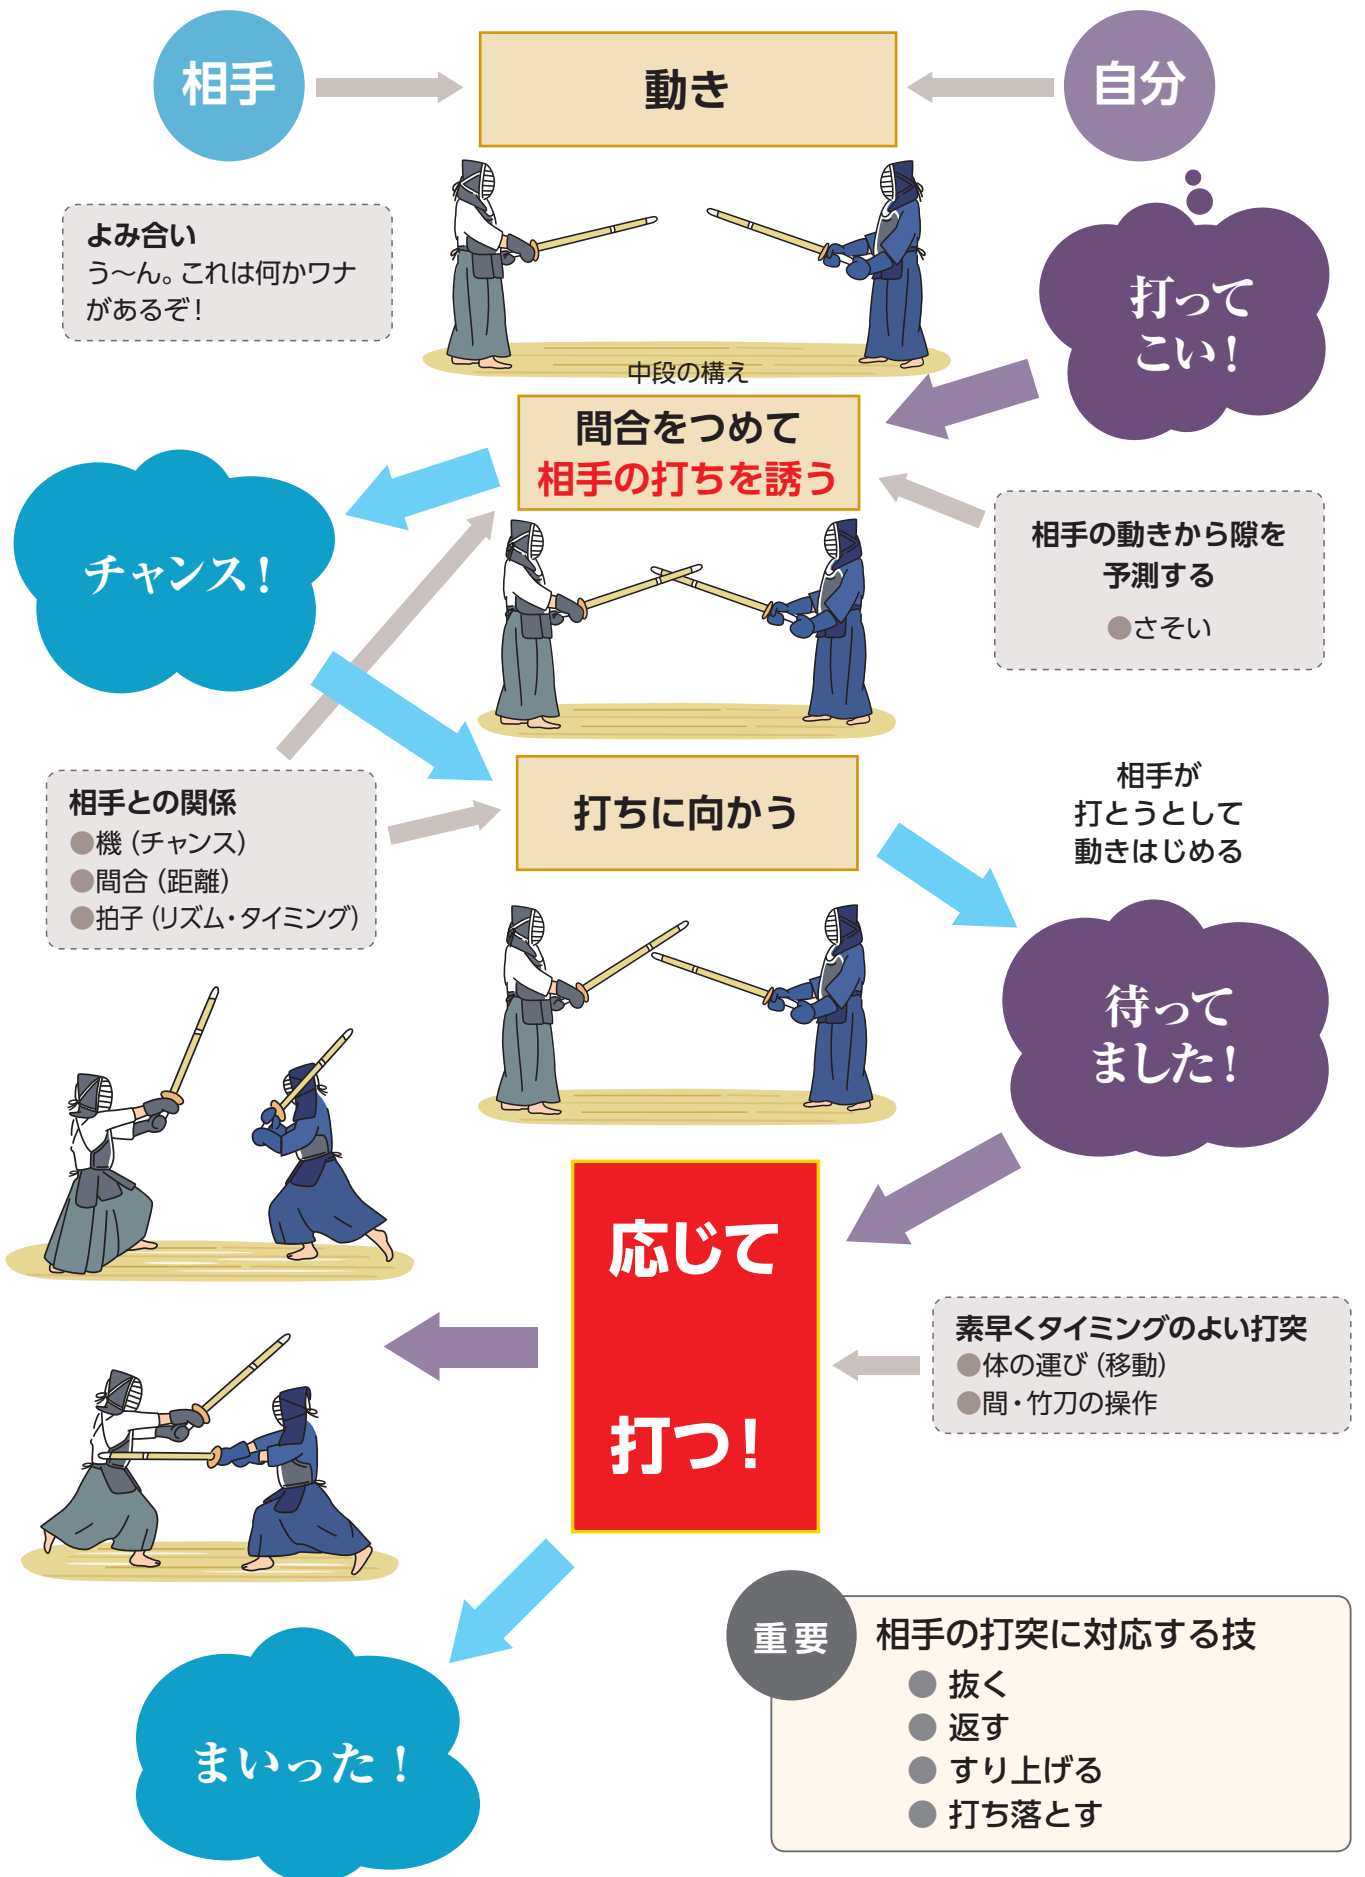 相手
動き
自分
よみ合い
う〜ん。これは何かワナ
があるぞ！
打って
こい！
中段の構え
間合をつめて
相手の打ちを誘う
チャンス！
相手の動きから隙を
予測する
●さそい
相手との関係
●機（チャンス）
●間合（距離）
●拍子（リズム・タイミング）
打ちに向かう
相手が
打とうとして
動きはじめる
待って
ました！
応じて
打つ！
素早くタイミングのよい打突
●体の運び（移動）
●間・竹刀の操作
まいった！
重要
相手の打突に対応する技
● 抜く
● 返す
● すり上げる
● 打ち落とす